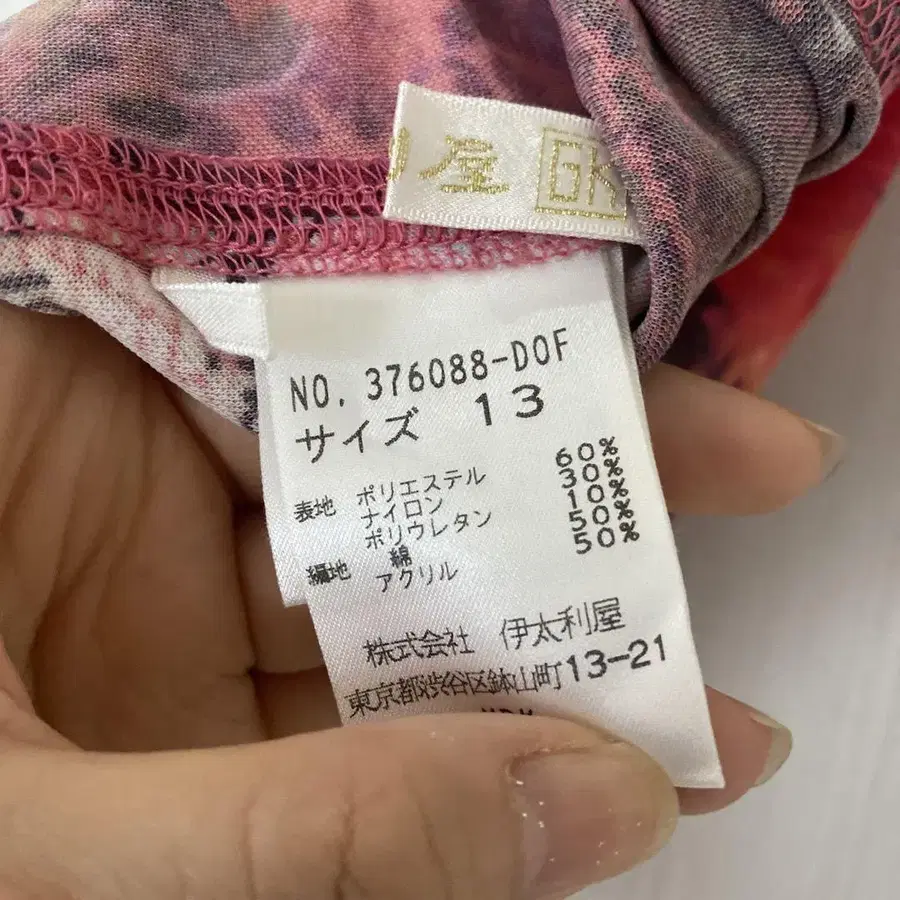 屋 GK
NO. 376088-DOF
サイズ 13
表地 ポリエステル 60%
ナイロン 30%
ポリウレタン 10%
編地 綿 50%
アクリル 50%
株式会社 伊太利屋
東京都渋谷区鉢山町13-21